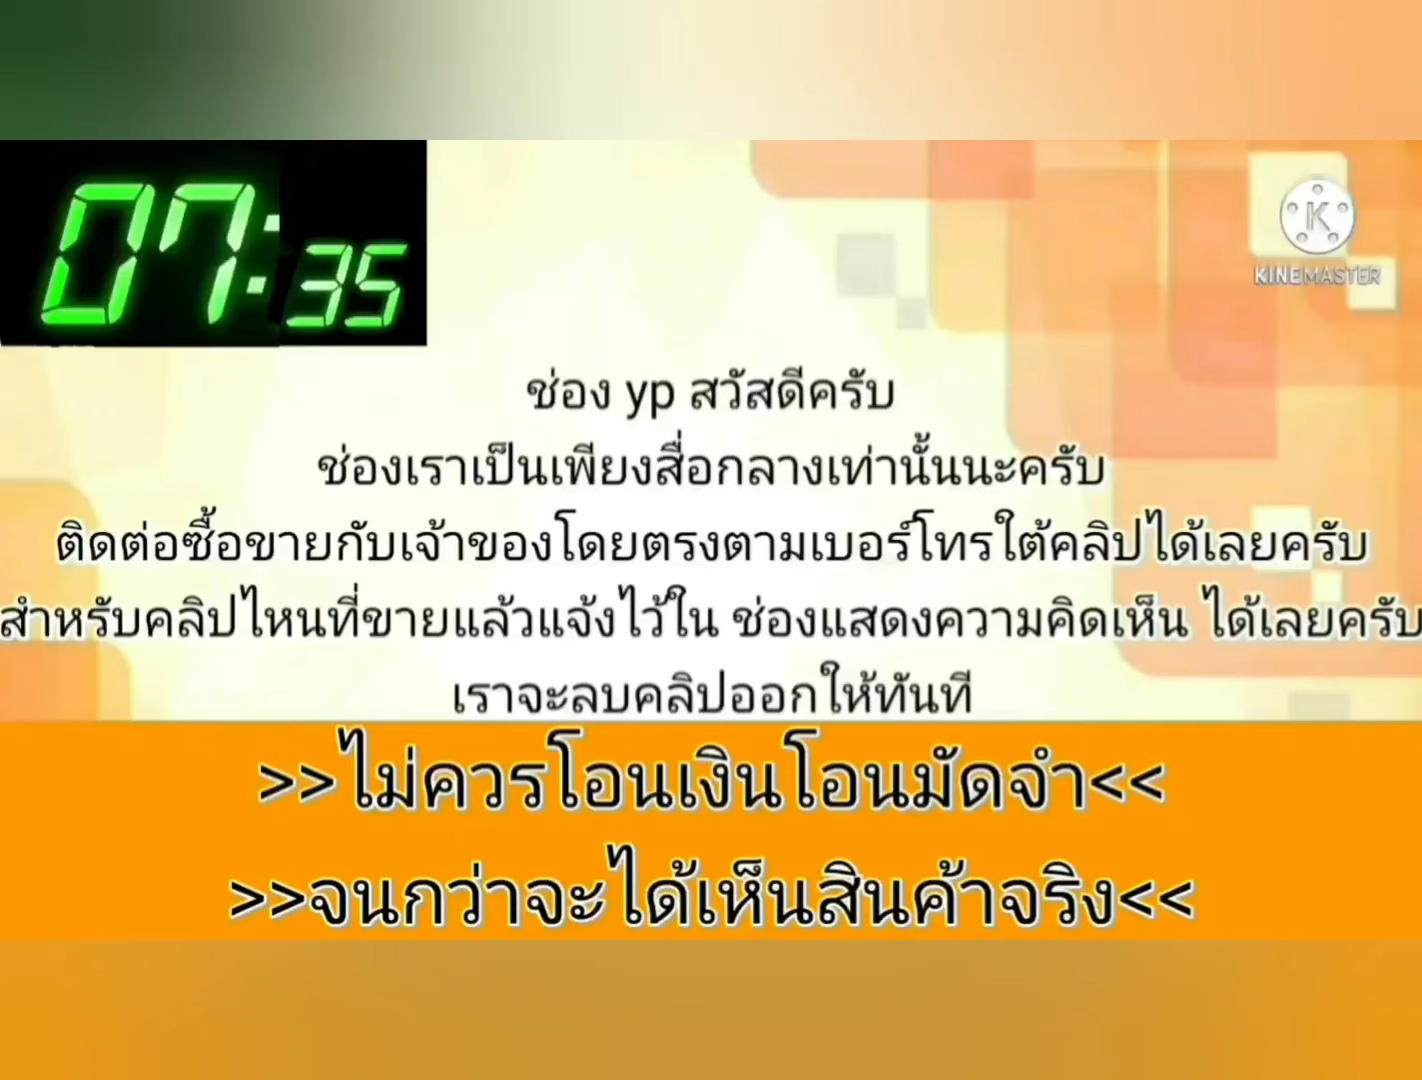 07:35
KINEMASTER
ช่อง yp สวัสดีครับ
ช่องเราเป็นเพียงสื่อกลางเท่านั้นนะครับ
ติดต่อซื้อขายกับเจ้าของโดยตรงตามเบอร์โทรใต้คลิปได้เลยครับ
สำหรับคลิปไหนที่ขายแล้วแจ้งไว้ใน ช่องแสดงความคิดเห็น ได้เลยครับ
เราจะลบคลิปออกให้ทันที
>>ไม่ควรโอนเงินโอนมัดจำ<<
>>จนกว่าจะได้เห็นสินค้าจริง<<